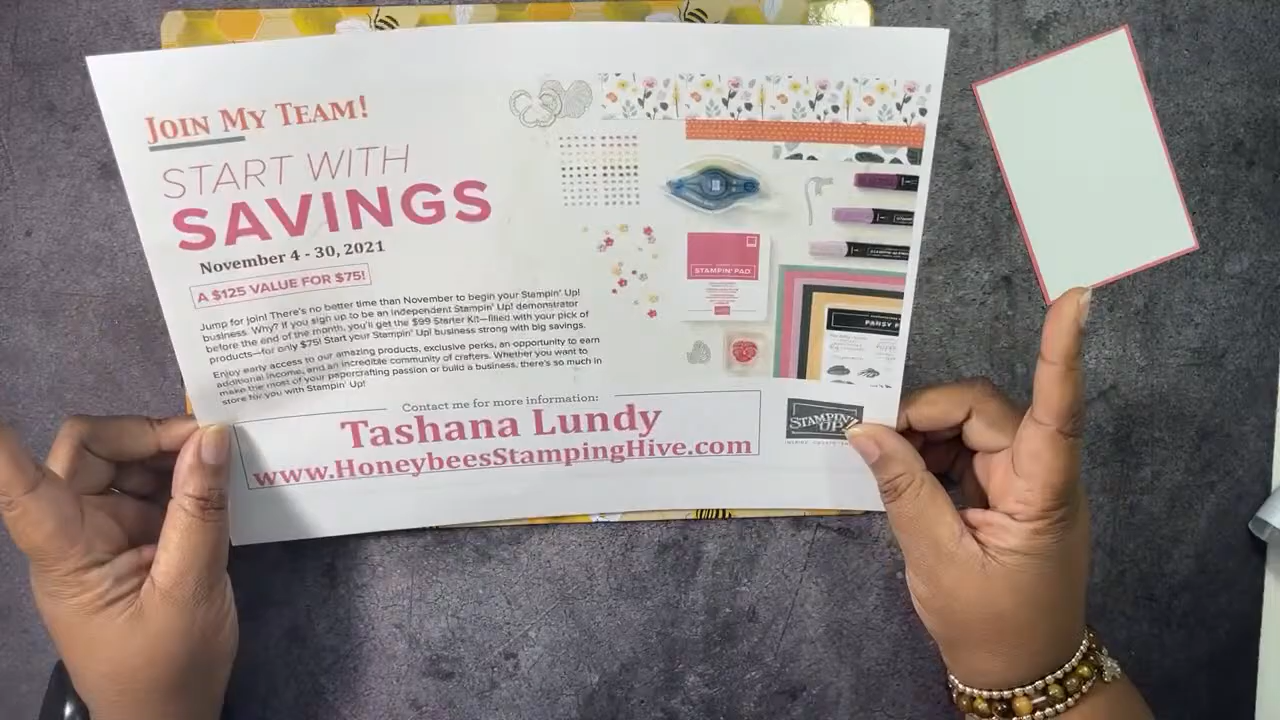 JOIN MY TEAM!
START WITH
SAVINGS
November 4 - 30, 2021
A $125 VALUE FOR $75!
Jump for join! There's no better time than November to begin your Stampin' Up!
business. Why? If you sign up to be an independent Stampin' Up! demonstrator
before the end of the month, you'll get the $99 Starter Kit—filled with your pick of
products—for only $75! Start your Stampin' Up! business strong with big savings.
Enjoy early access to our amazing products, exclusive perks, an opportunity to earn
additional income, and an incredible community of crafters. Whether you want to
make the most of your papercrafting passion or build a business, there's so much in
store for you with Stampin' Up!
Contact me for more information:
Tashana Lundy
www.HoneybeesStampingHive.com
STAMPIN' PAD
PANSY
STAMPIN' UP!